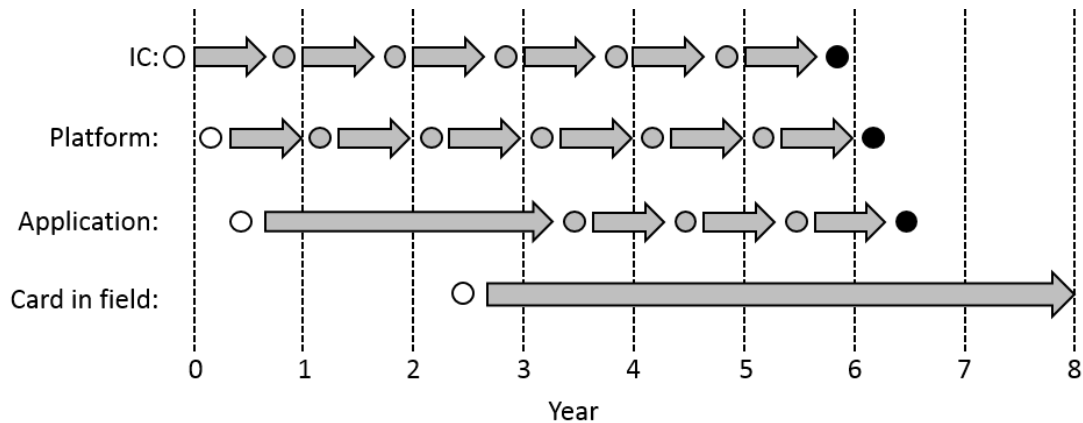 IC:
Platform:
Application:
Card in field:
0 1 2 3 4 5 6 7 8
Year